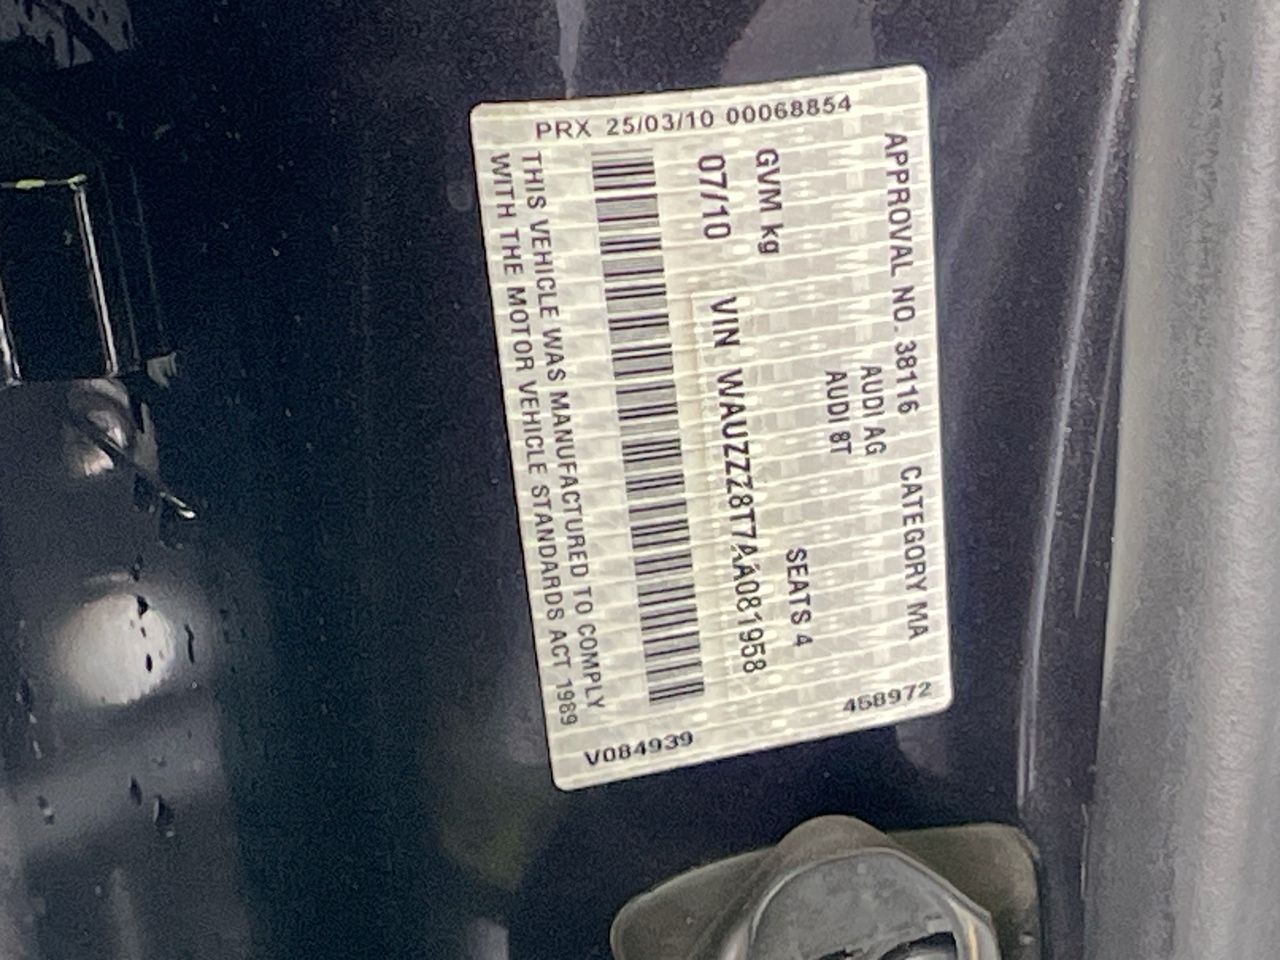 PRX 25/03/10 00068854
APPROVAL NO. 38116 CATEGORY MA
AUDI AG
AUDI 8T
GVM kg SEATS 4
07/10 VIN WAUZZZ8T7AA081958
THIS VEHICLE WAS MANUFACTURED TO COMPLY
WITH THE MOTOR VEHICLE STANDARDS ACT 1989
V084939 458972